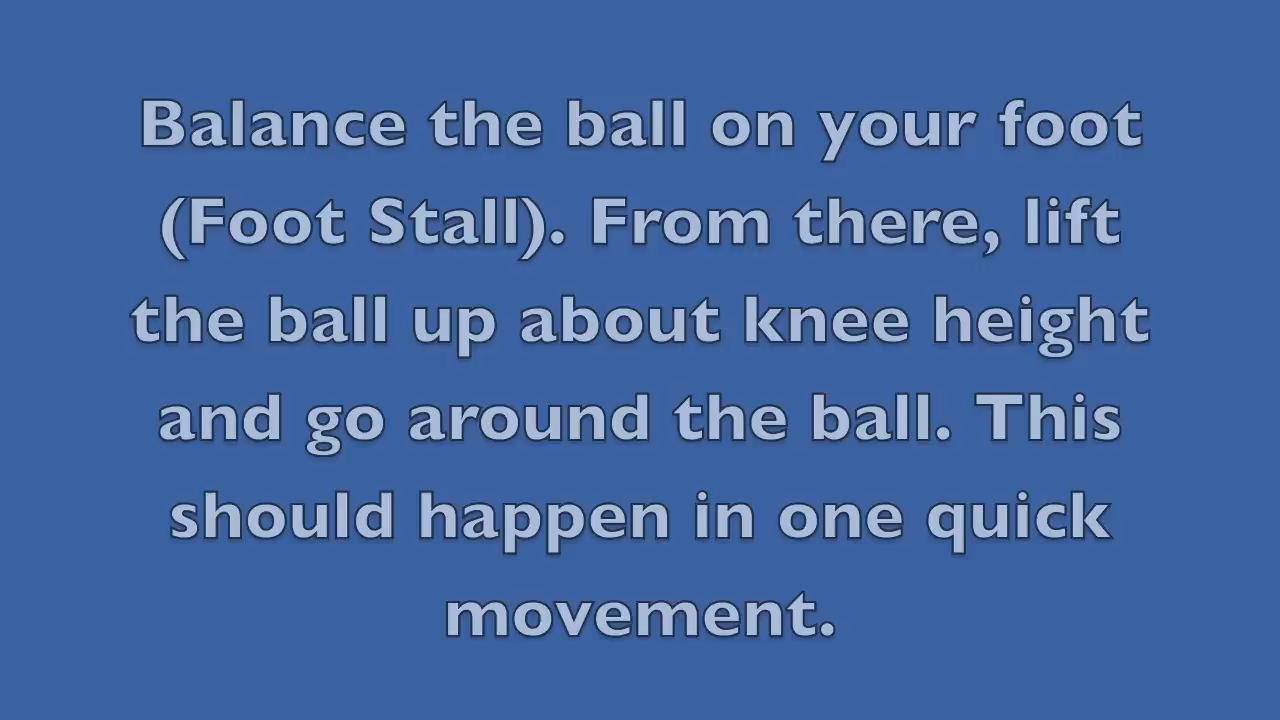 Balance the ball on your foot
(Foot Stall). From there, lift
the ball up about knee height
and go around the ball. This
should happen in one quick
movement.